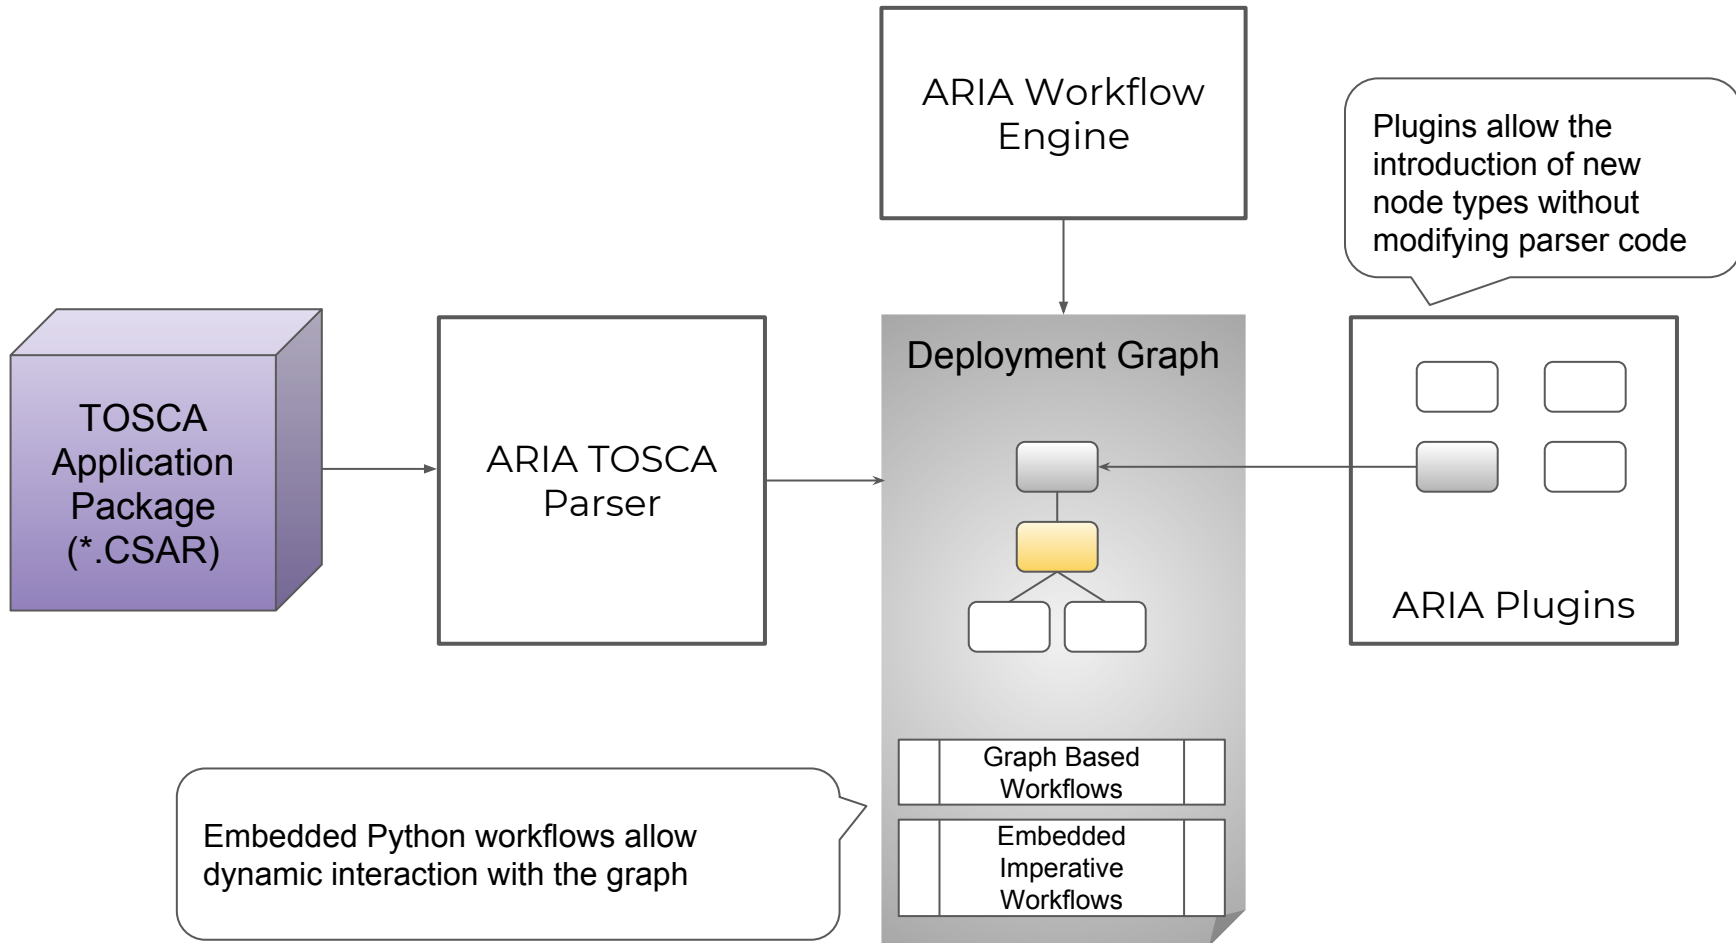 ARIA Workflow
Engine
Plugins allow the
introduction of new
node types without
modifying parser code
TOSCA
Application
Package
(*.CSAR)
ARIA TOSCA
Parser
Deployment Graph
ARIA Plugins
Graph Based
Workflows
Embedded
Imperative
Workflows
Embedded Python workflows allow
dynamic interaction with the graph